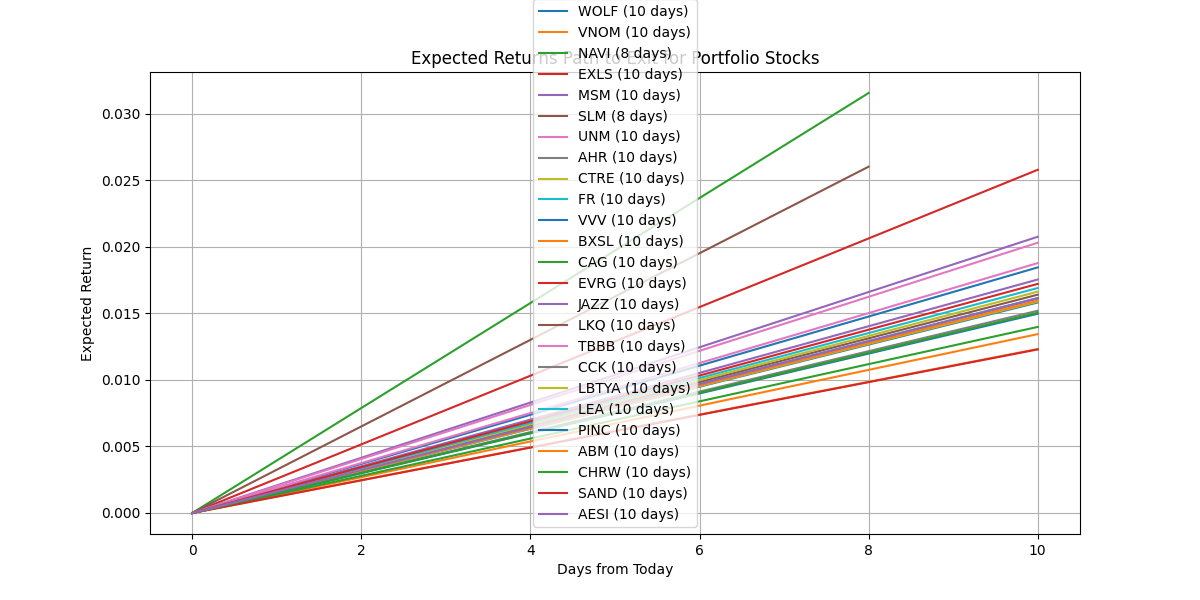 WOLF (10 days)
VNOM (10 days)
NAVI (8 days)
Expected Returns Path to Exit for Portfolio Stocks
EXLS (10 days)
MSM (10 days)
SLM (8 days)
UNM (10 days)
AHR (10 days)
CTRE (10 days)
FR (10 days)
VVV (10 days)
BXSL (10 days)
CAG (10 days)
EVRG (10 days)
JAZZ (10 days)
LKQ (10 days)
TBBB (10 days)
CCK (10 days)
LBTYA (10 days)
LEA (10 days)
PINC (10 days)
ABM (10 days)
CHRW (10 days)
SAND (10 days)
AESI (10 days)
0.030
0.025
0.020
0.015
0.010
0.005
0.000
Expected Return
0 2 4 6 8 10
Days from Today